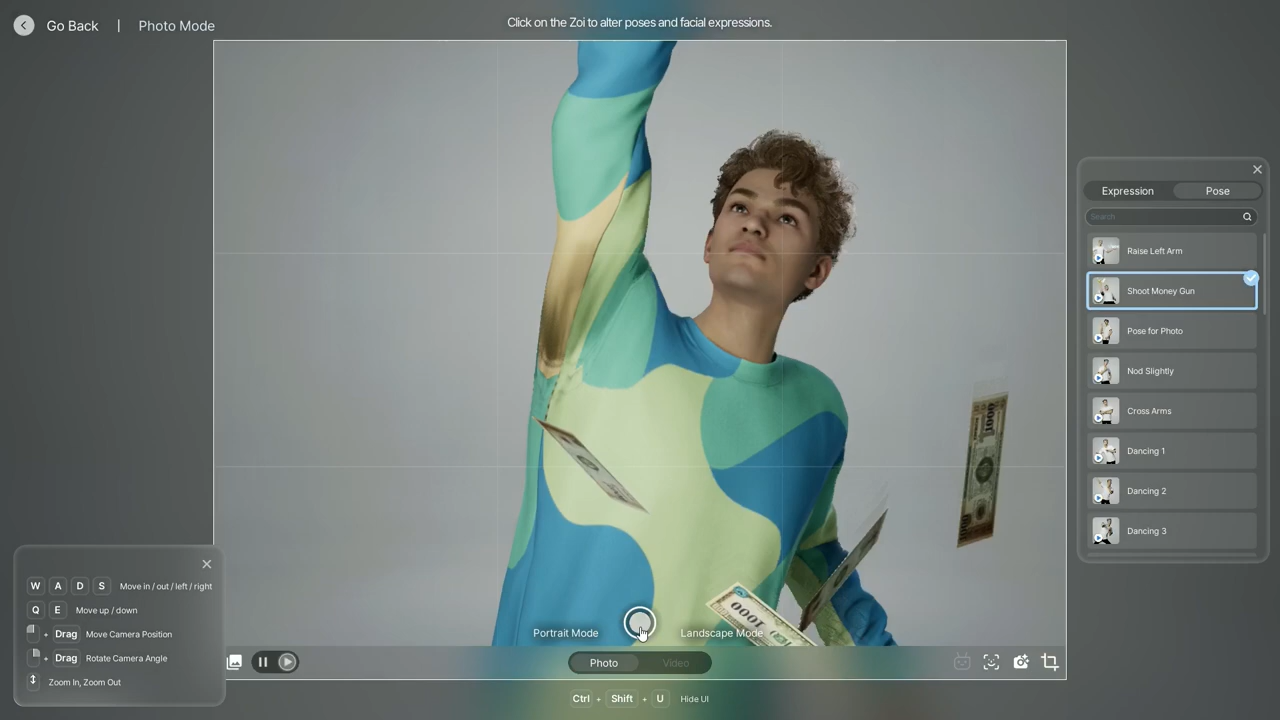 Go Back | Photo Mode
Click on the Zoi to alter poses and facial expressions.
Expression Pose
Search
Raise Left Arm
Shoot Money Gun
Pose for Photo
Nod Slightly
Cross Arms
Dancing 1
Dancing 2
Dancing 3
W A D S Move in / out / left / right
Q E Move up / down
+ Drag Move Camera Position
+ Drag Rotate Camera Angle
Zoom In, Zoom Out
Portrait Mode Landscape Mode
Photo Video
Ctrl + Shift + U Hide UI
1000
1000